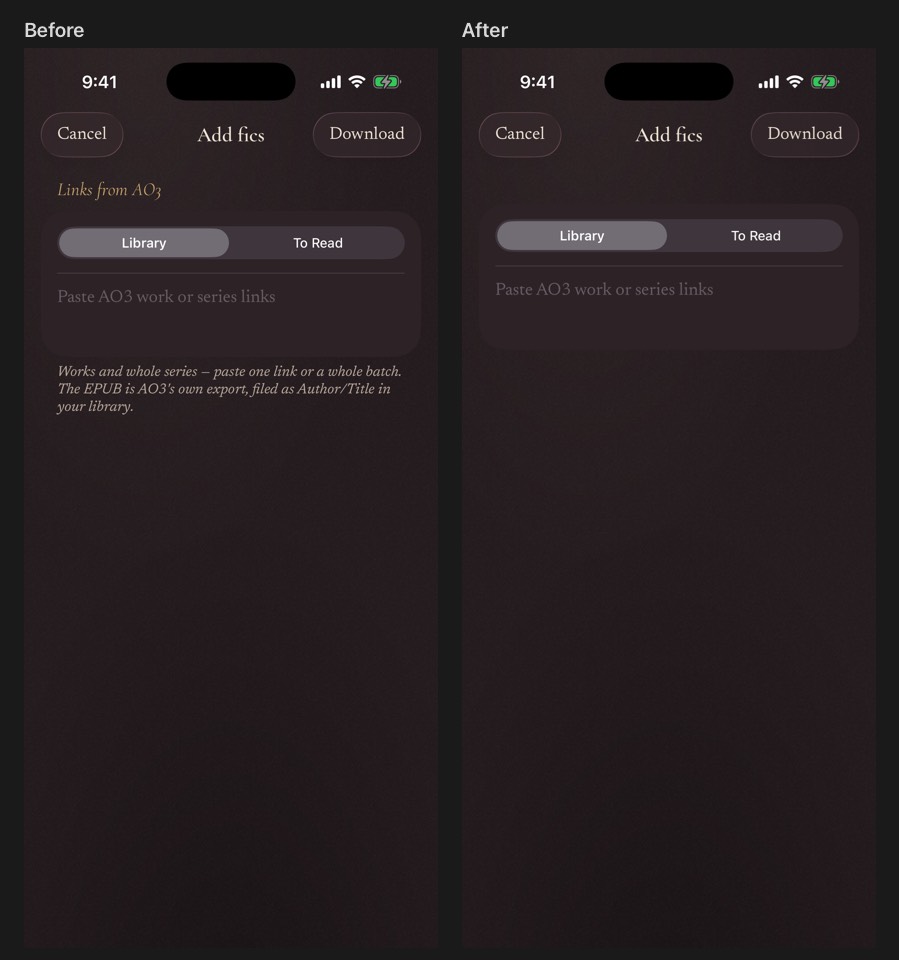 Before
9:41
Cancel
Add fics
Download
Links from AO3
Library
To Read
Paste AO3 work or series links
Works and whole series – paste one link or a whole batch.
The EPUB is AO3's own export, filed as Author/Title in
your library.
After
9:41
Cancel
Add fics
Download
Library
To Read
Paste AO3 work or series links